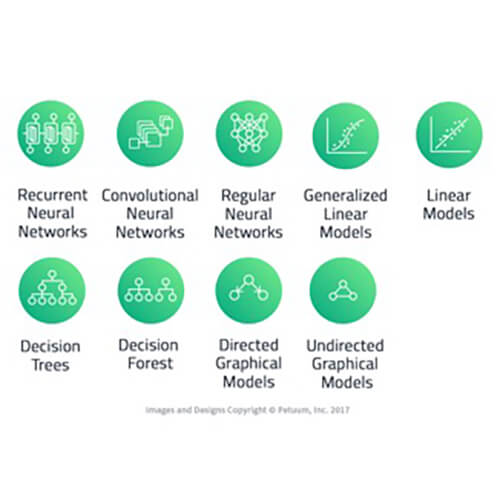 Recurrent
Neural
Networks
Convolutional
Neural
Networks
Regular
Neural
Networks
Generalized
Linear
Models
Linear
Models
Decision
Trees
Decision
Forest
Directed
Graphical
Models
Undirected
Graphical
Models
Images and Designs Copyright © Petuum, Inc. 2017